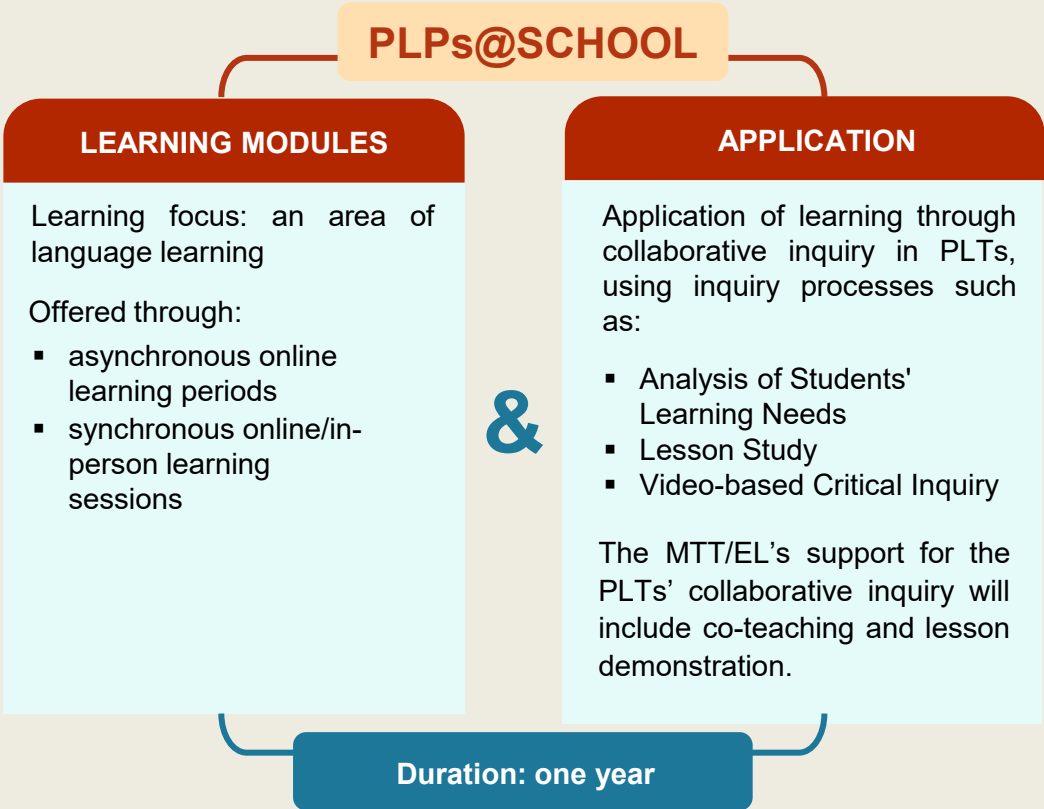 PLPs@SCHOOL
LEARNING MODULES
Learning focus: an area of
language learning
Offered through:
▪ asynchronous online
learning periods
▪ synchronous online/in-
person learning
sessions
&
APPLICATION
Application of learning through
collaborative inquiry in PLTs,
using inquiry processes such
as:
▪ Analysis of Students'
Learning Needs
▪ Lesson Study
▪ Video-based Critical Inquiry
The MTT/EL’s support for the
PLTs’ collaborative inquiry will
include co-teaching and lesson
demonstration.
Duration: one year